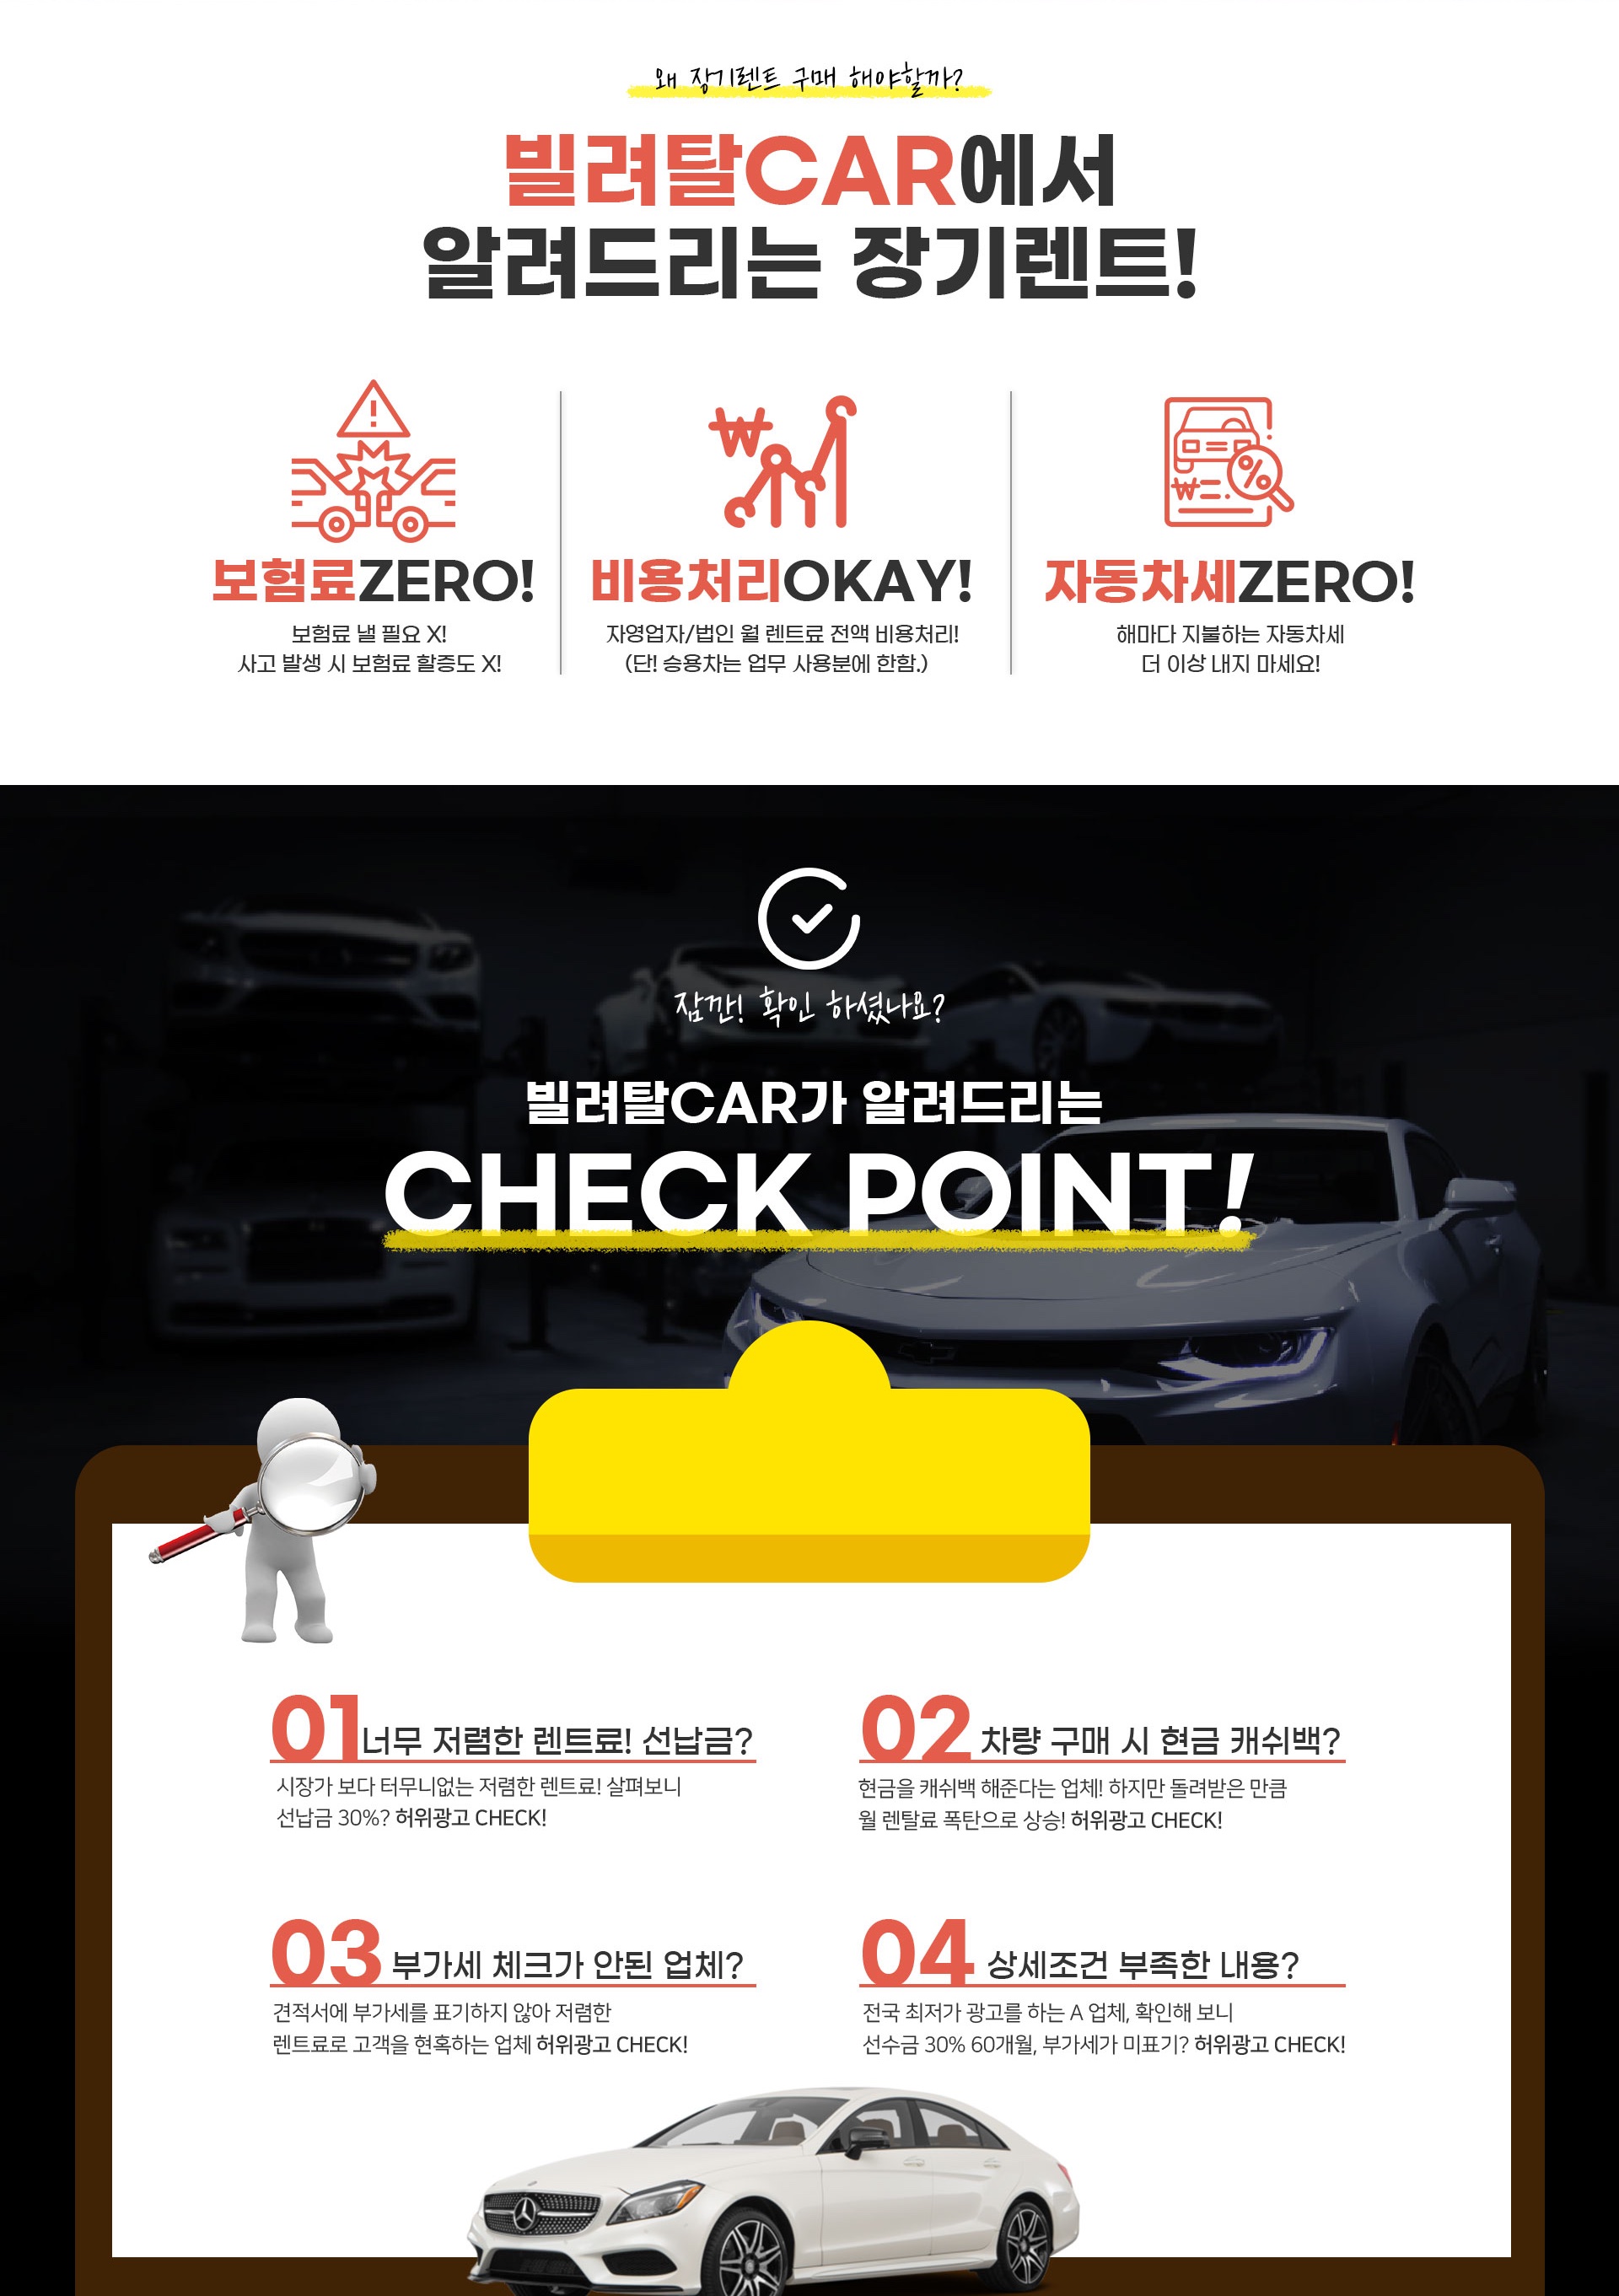 왜 장기렌트 구매 해야할까?
빌려탈CAR에서
알려드리는 장기렌트!
보험료ZERO!
보험료 낼 필요 X!
사고 발생 시 보험료 할증도 X!
비용처리OKAY!
자영업자/법인 월 렌트료 전액 비용처리!
(단! 승용차는 업무 사용분에 한함.)
자동차세ZERO!
해마다 지불하는 자동차세
더 이상 내지 마세요!
잠깐! 확인 하셨나요?
빌려탈CAR가 알려드리는
CHECK POINT!
01 너무 저렴한 렌트료! 선납금?
시장가 보다 터무니없는 저렴한 렌트료! 살펴보니
선납금 30%? 허위광고 CHECK!
02 차량 구매 시 현금 캐쉬백?
현금을 캐쉬백 해준다는 업체! 하지만 돌려받은 만큼
월 렌탈료 폭탄으로 상승! 허위광고 CHECK!
03 부가세 체크가 안된 업체?
견적서에 부가세를 표기하지 않아 저렴한
렌트료로 고객을 현혹하는 업체 허위광고 CHECK!
04 상세조건 부족한 내용?
전국 최저가 광고를 하는 A 업체, 확인해 보니
선수금 30% 60개월, 부가세가 미표기? 허위광고 CHECK!